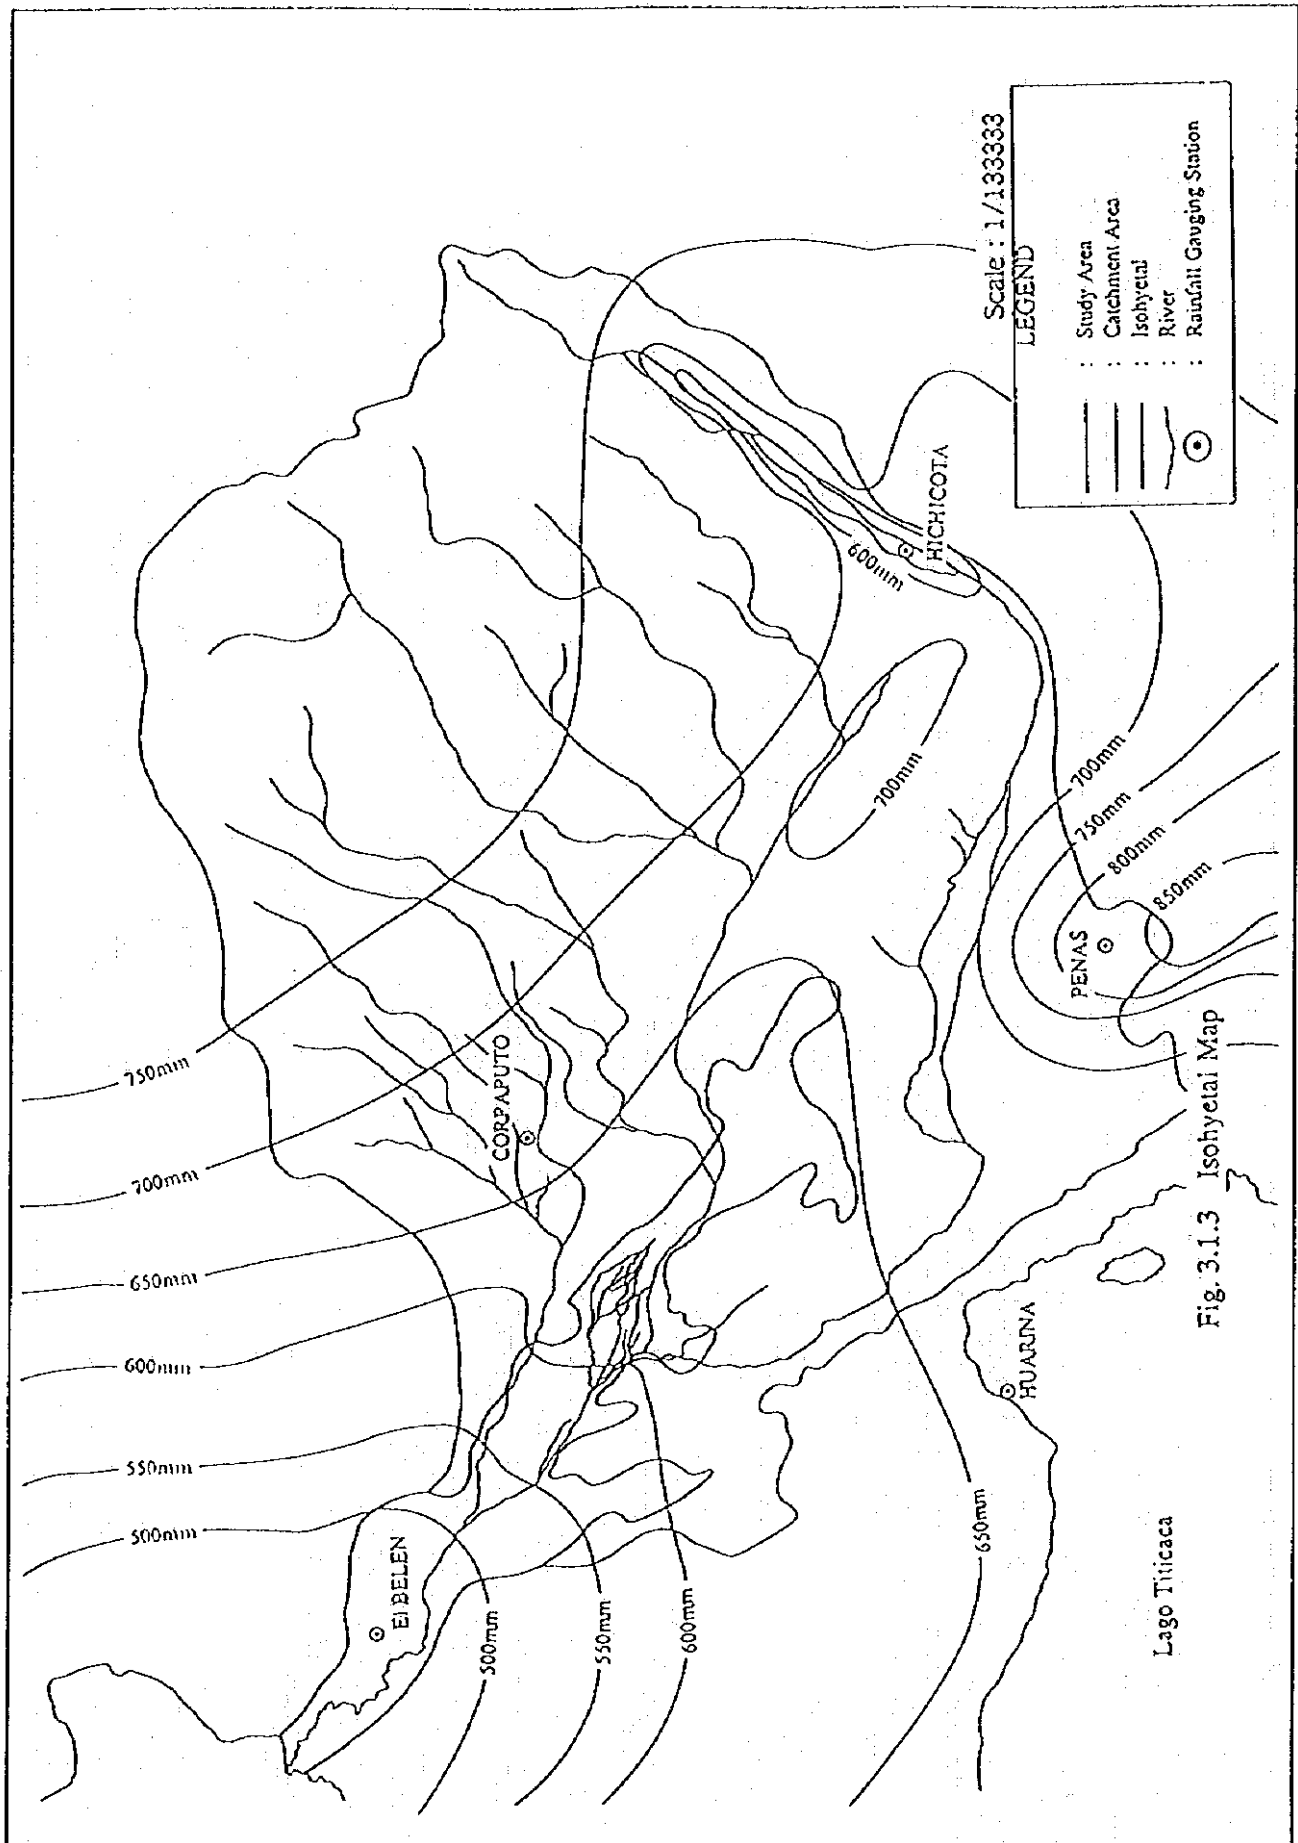 Scale : 1/133333
LEGEND
: Study Area
: Catchment Area
: Isohyetal
: River
: Rainfall Gauging Station
750mm
700mm
650mm
600mm
550mm
500mm
EI BELEN
CORPAPUTO
500mm
550mm
600mm
650mm
600mm
HICHICOTA
700mm
700mm
750mm
800mm
850mm
PENAS
HUARINA
Lago Titicaca
Fig. 3.1.3 Isohyetal Map